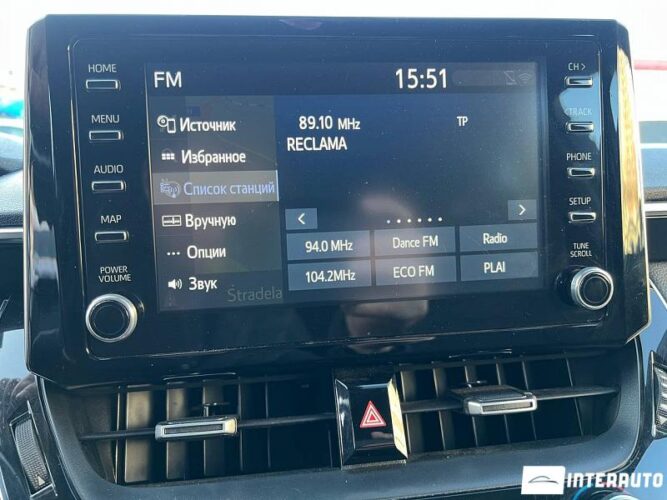 HOME
MENU
AUDIO
MAP
POWER
VOLUME
FM
15:51
Источник
Избранное
Список станций
Вручную
Опции
Звук
Stradela
89.10 MHz
TP
RECLAMA
94.0 MHz
Dance FM
Radio
104.2MHz
ECO FM
PLAI
CH >
< TRACK
PHONE
SETUP
TUNE
SCROLL
INTERAUTO